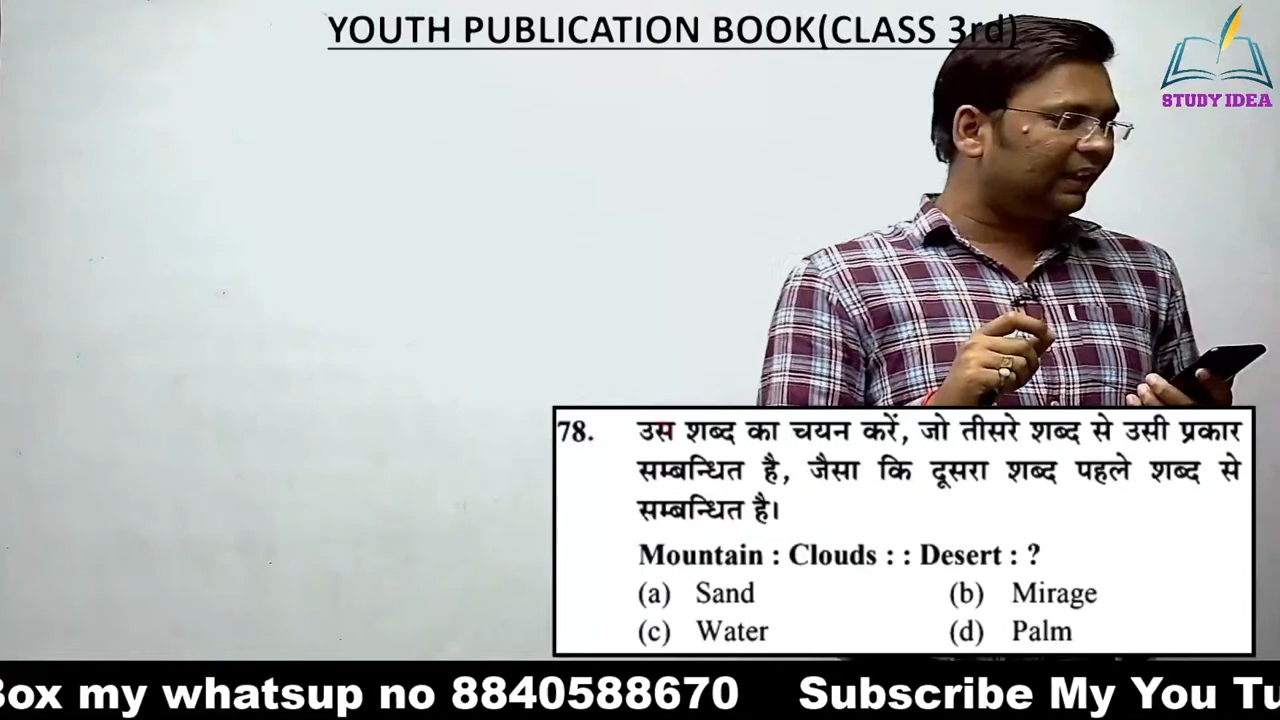 YOUTH PUBLICATION BOOK(CLASS 3rd)
STUDY IDEA
78. उस शब्द का चयन करें, जो तीसरे शब्द से उसी प्रकार
सम्बन्धित है, जैसा कि दूसरा शब्द पहले शब्द से
सम्बन्धित है।
Mountain : Clouds : : Desert : ?
(a) Sand (b) Mirage
(c) Water (d) Palm
Box my whatsup no 8840588670 Subscribe My You Tu